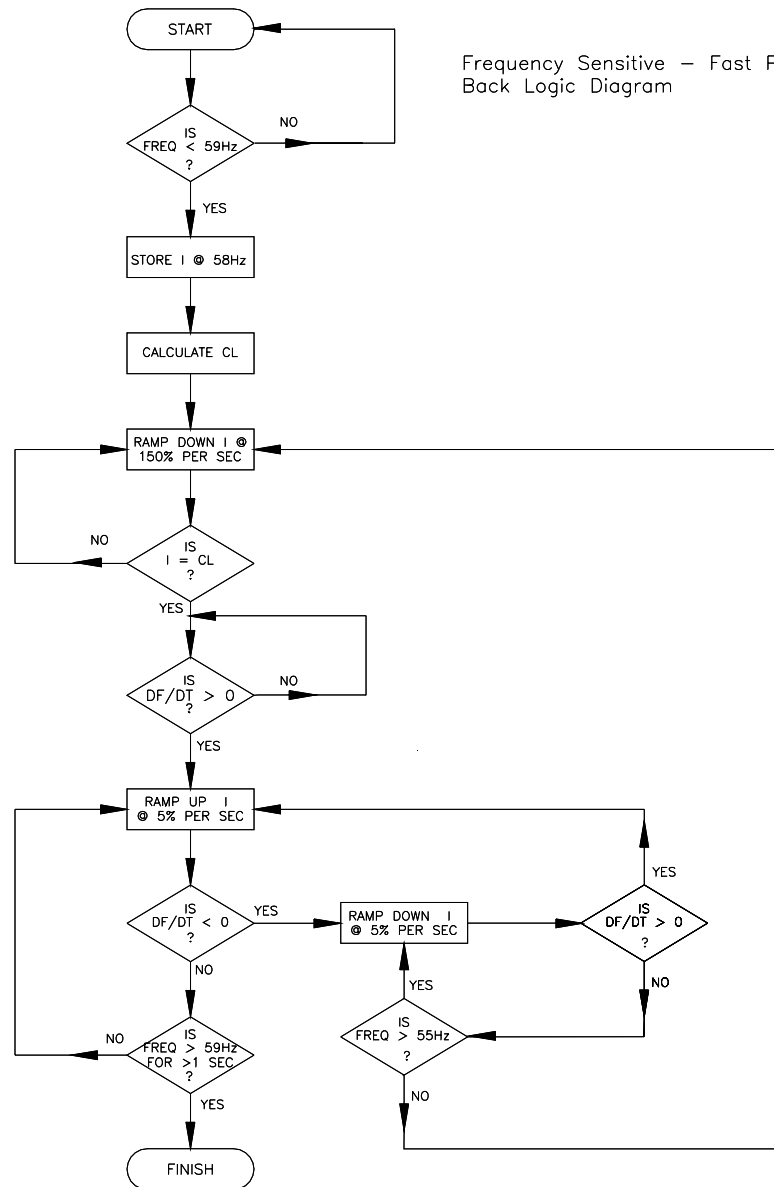 START
Frequency Sensitive – Fast
Back Logic Diagram
IS
FREQ < 59Hz
?
NO
YES
STORE I @ 58Hz
CALCULATE CL
RAMP DOWN I @
150% PER SEC
IS
I = CL
?
NO
YES
IS
DF/DT > 0
?
NO
YES
RAMP UP I
@ 5% PER SEC
IS
DF/DT < 0
?
YES
NO
RAMP DOWN I
@ 5% PER SEC
IS
DF/DT > 0
?
YES
NO
IS
FREQ > 55Hz
?
YES
NO
IS
FREQ > 59Hz
FOR >1 SEC
?
NO
YES
FINISH